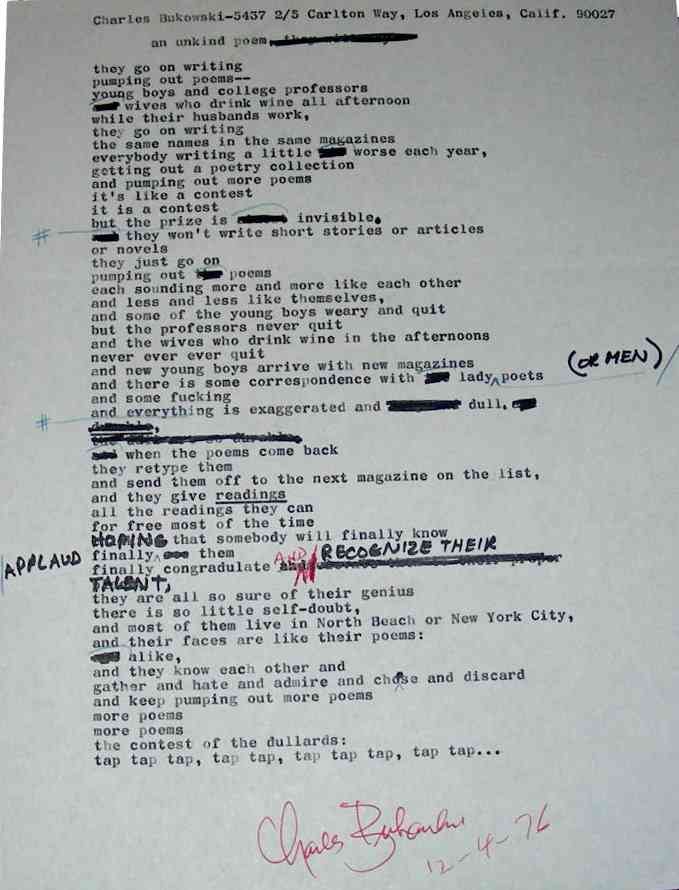 Charles Bukowski-5437 2/5 Carlton Way, Los Angeles, Calif. 90027
an unkind poem
they go on writing
pumping out poems--
young boys and college professors
wives who drink wine all afternoon
while their husbands work,
they go on writing
the same names in the same magazines
everybody writing a little worse each year,
getting out a poetry collection
and pumping out more poems
it's like a contest
it is a contest
but the prize is invisible.
# they won't write short stories or articles
or novels
they just go on
pumping out poems
each sounding more and more like each other
and less and less like themselves,
and some of the young boys weary and quit
but the professors never quit
and the wives who drink wine in the afternoons
never ever ever quit
and new young boys arrive with new magazines
and there is some correspondence with lady (OR MEN) poets
and some fucking
# and everything is exaggerated and dull.
when the poems come back
they retype them
and send them off to the next magazine on the list,
and they give readings
all the readings they can
for free most of the time
HOPING that somebody will finally know
finally APPLAUD them
finally congradulate AND RECOGNIZE THEIR
TALENT,
they are all so sure of their genius
there is so little self-doubt,
and most of them live in North Beach or New York City,
and their faces are like their poems:
alike,
and they know each other and
gather and hate and admire and chose and discard
and keep pumping out more poems
more poems
more poems
the contest of the dullards:
tap tap tap, tap tap, tap tap tap, tap tap...
Charles Bukowski
12-4-76